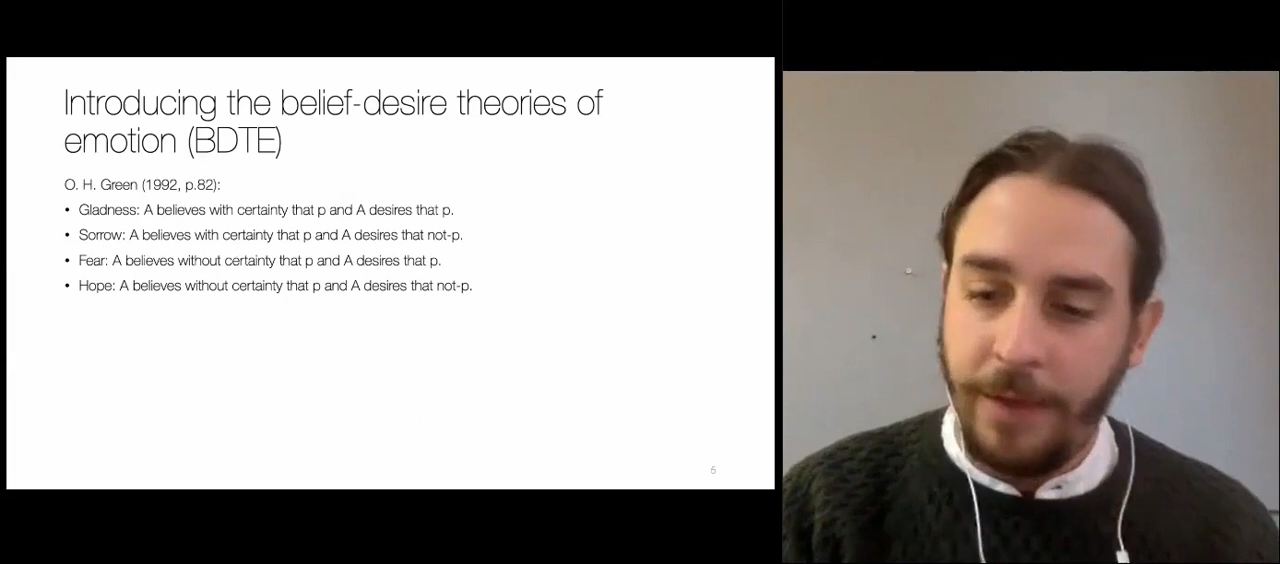 Introducing the belief-desire theories of
emotion (BDTE)
O. H. Green (1992, p.82):
• Gladness: A believes with certainty that p and A desires that p.
• Sorrow: A believes with certainty that p and A desires that not-p.
• Fear: A believes without certainty that p and A desires that p.
• Hope: A believes without certainty that p and A desires that not-p.
5